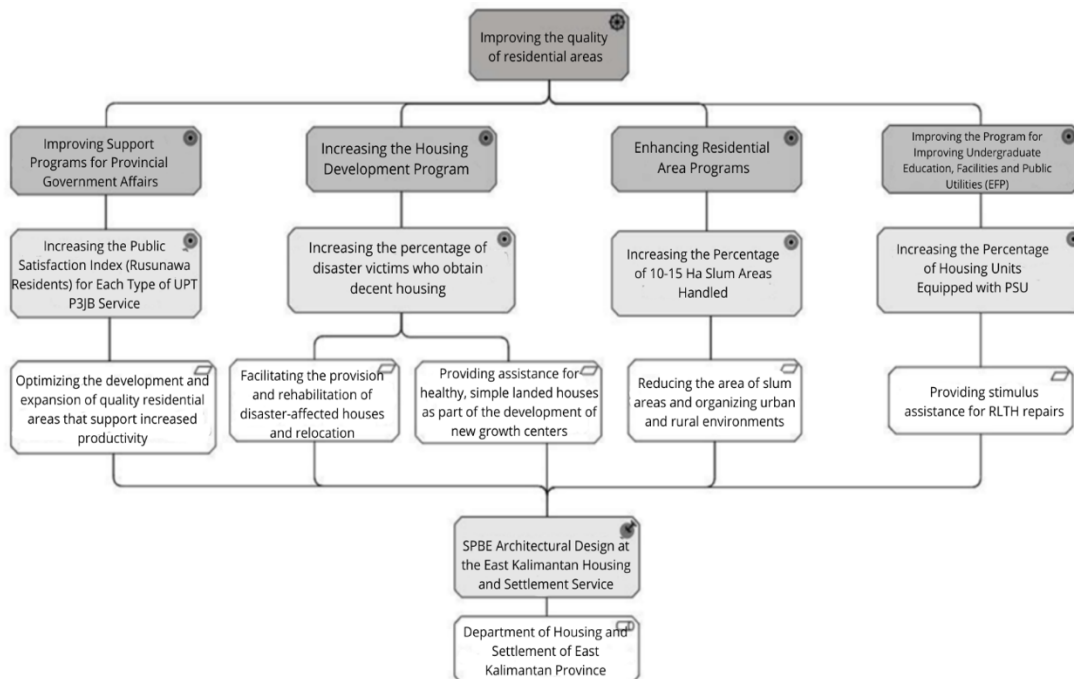 Improving the quality
of residential areas
Improving Support
Programs for Provincial
Government Affairs
Increasing the Housing
Development Program
Enhancing Residential
Area Programs
Improving the Program for
Improving Undergraduate
Education, Facilities and Public
Utilities (EFP)
Increasing the Public
Satisfaction Index (Rusunawa
Residents) for Each Type of UPT
P3JB Service
Increasing the percentage of
disaster victims who obtain
decent housing
Increasing the Percentage
of 10-15 Ha Slum Areas
Handled
Increasing the Percentage
of Housing Units
Equipped with PSU
Optimizing the development and
expansion of quality residential
areas that support increased
productivity
Facilitating the provision
and rehabilitation of
disaster-affected houses
and relocation
Providing assistance for
healthy, simple landed houses
as part of the development of
new growth centers
Reducing the area of slum
areas and organizing urban
and rural environments
Providing stimulus
assistance for RLTH repairs
SPBE Architectural Design at
the East Kalimantan Housing
and Settlement Service
Department of Housing and
Settlement of East
Kalimantan Province